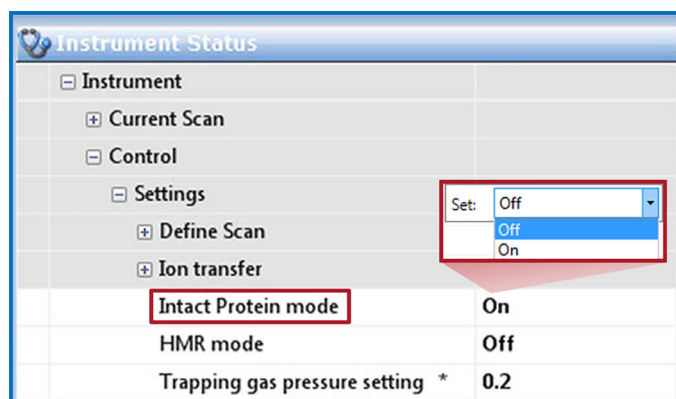 Instrument Status
Instrument
Current Scan
Control
Settings
Set: Off
Off
On
Define Scan
Ion transfer
Intact Protein mode On
HMR mode Off
Trapping gas pressure setting * 0.2